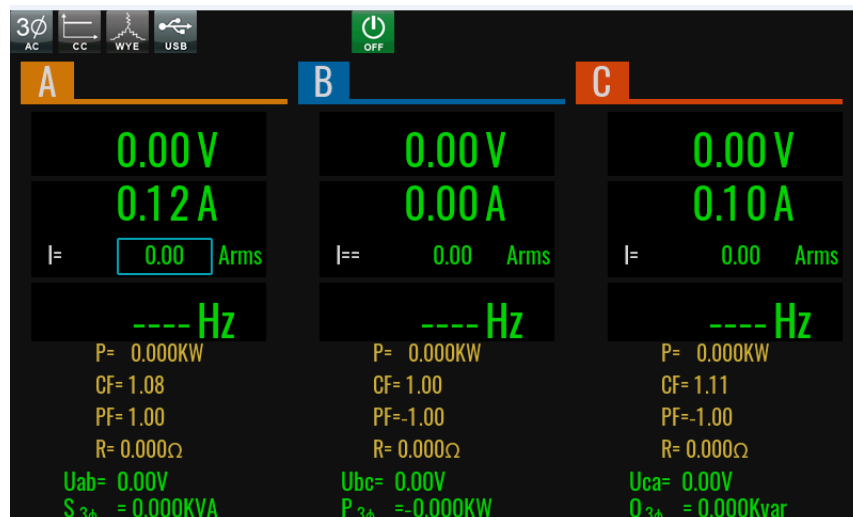 3Ø AC CC WYE USB OFF
A B C
0.00 V 0.00 V 0.00 V
0.12 A 0.00 A 0.10 A
I= 0.00 Arms I== 0.00 Arms I= 0.00 Arms
---- Hz ---- Hz ---- Hz
P= 0.000KW P= 0.000KW P= 0.000KW
CF= 1.08 CF= 1.00 CF= 1.11
PF= 1.00 PF=-1.00 PF=-1.00
R= 0.000Ω R= 0.000Ω R= 0.000Ω
Uab= 0.00V Ubc= 0.00V Uca= 0.00V
S 3ϕ = 0.000KVA P 3ϕ =-0.000KW Q 3ϕ = 0.000Kvar